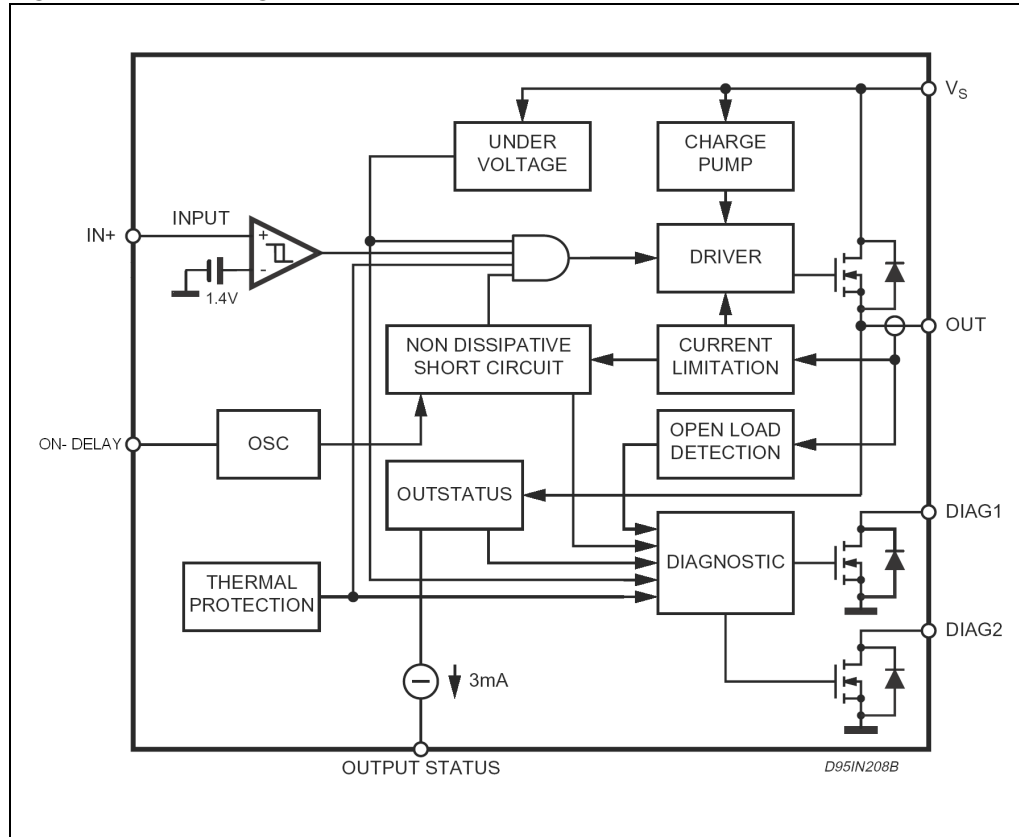 VS
UNDER
VOLTAGE
CHARGE
PUMP
INPUT
IN+
+
-
1.4V
DRIVER
OUT
NON DISSIPATIVE
SHORT CIRCUIT
CURRENT
LIMITATION
ON- DELAY
OSC
OPEN LOAD
DETECTION
OUTSTATUS
DIAG1
DIAGNOSTIC
THERMAL
PROTECTION
DIAG2
3mA
OUTPUT STATUS
D95IN208B